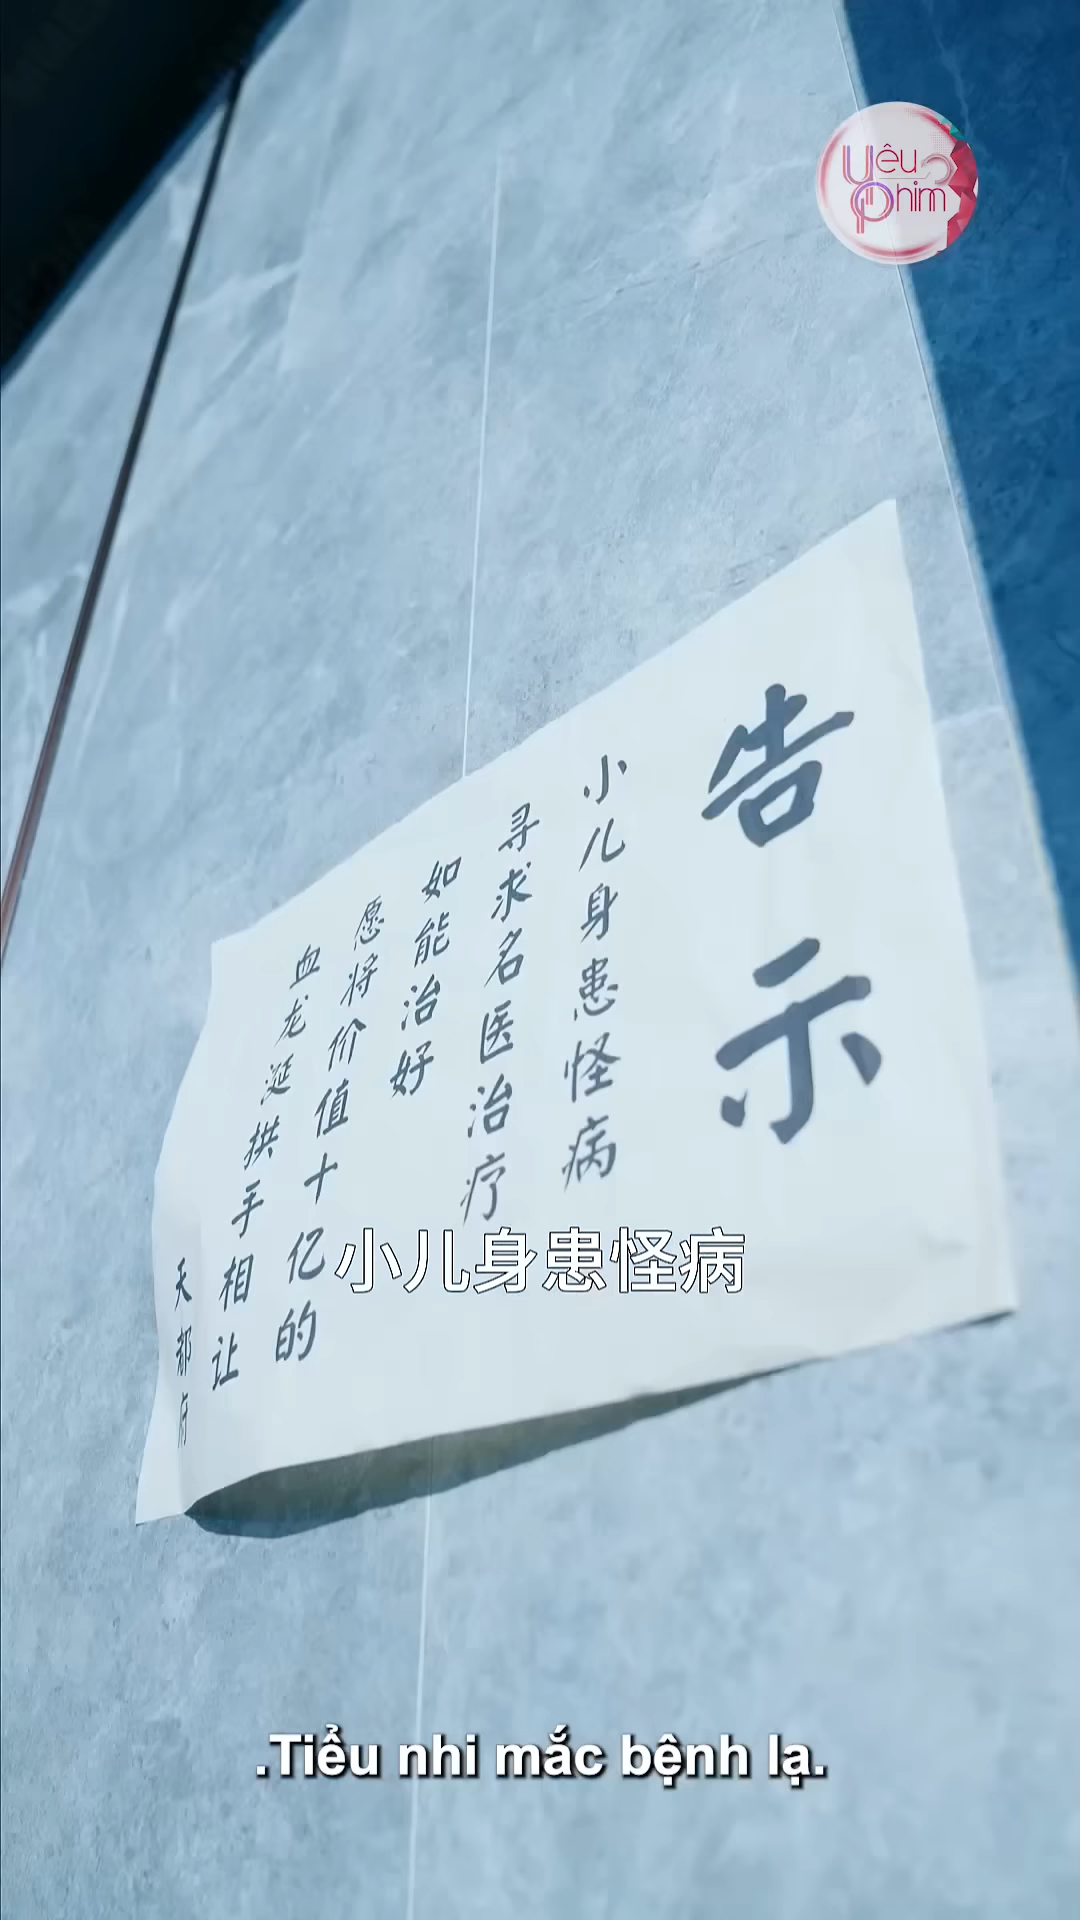 Yêu
Phim
告示
小儿身患怪病
寻求名医治疗
如能治好
愿将价值十亿的
血龙涎拱手相让
天都府
小儿身患怪病
.Tiểu nhi mắc bệnh lạ.